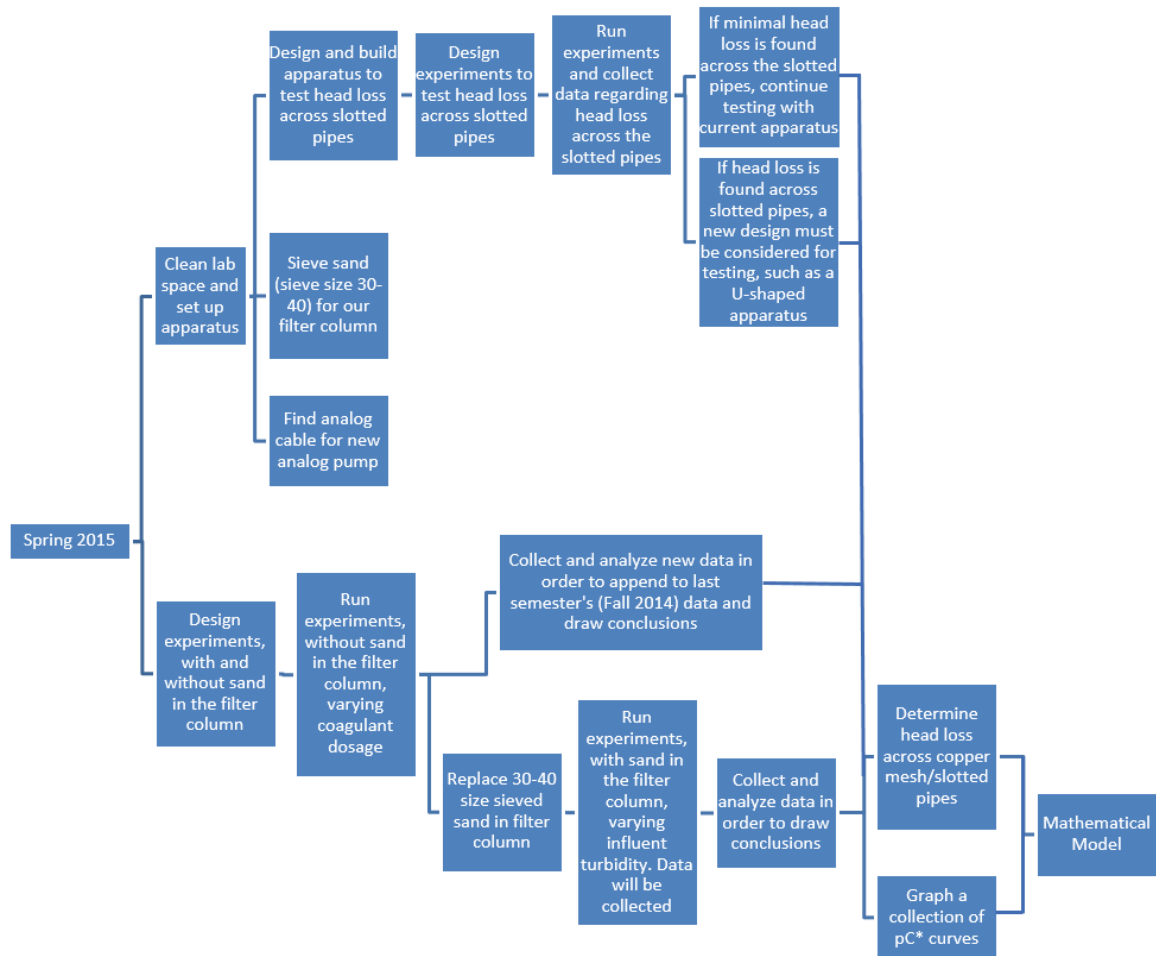 Design and build
apparatus to
test head loss
across slotted
pipes
Design
experiments to
test head loss
across slotted
pipes
Run
experiments
and collect
data regarding
head loss
across the
slotted pipes
If minimal head
loss is found
across the slotted
pipes, continue
testing with
current apparatus
If head loss is
found across
slotted pipes, a
new design must
be considered for
testing, such as a
U-shaped
apparatus
Clean lab
space and
set up
apparatus
Sieve sand
(sieve size 30-
40) for our
filter column
Find analog
cable for new
analog pump
Spring 2015
Design
experiments,
with and
without sand
in the filter
column
Run
experiments,
without sand
in the filter
column,
varying
coagulant
dosage
Collect and analyze new data in
order to append to last
semester's (Fall 2014) data and
draw conclusions
Replace 30-40
size sieved
sand in filter
column
Run
experiments,
with sand in
the filter
column,
varying
influent
turbidity. Data
will be
collected
Collect and
analyze data in
order to draw
conclusions
Determine
head loss
across copper
mesh/slotted
pipes
Graph a
collection of
pC* curves
Mathematical
Model